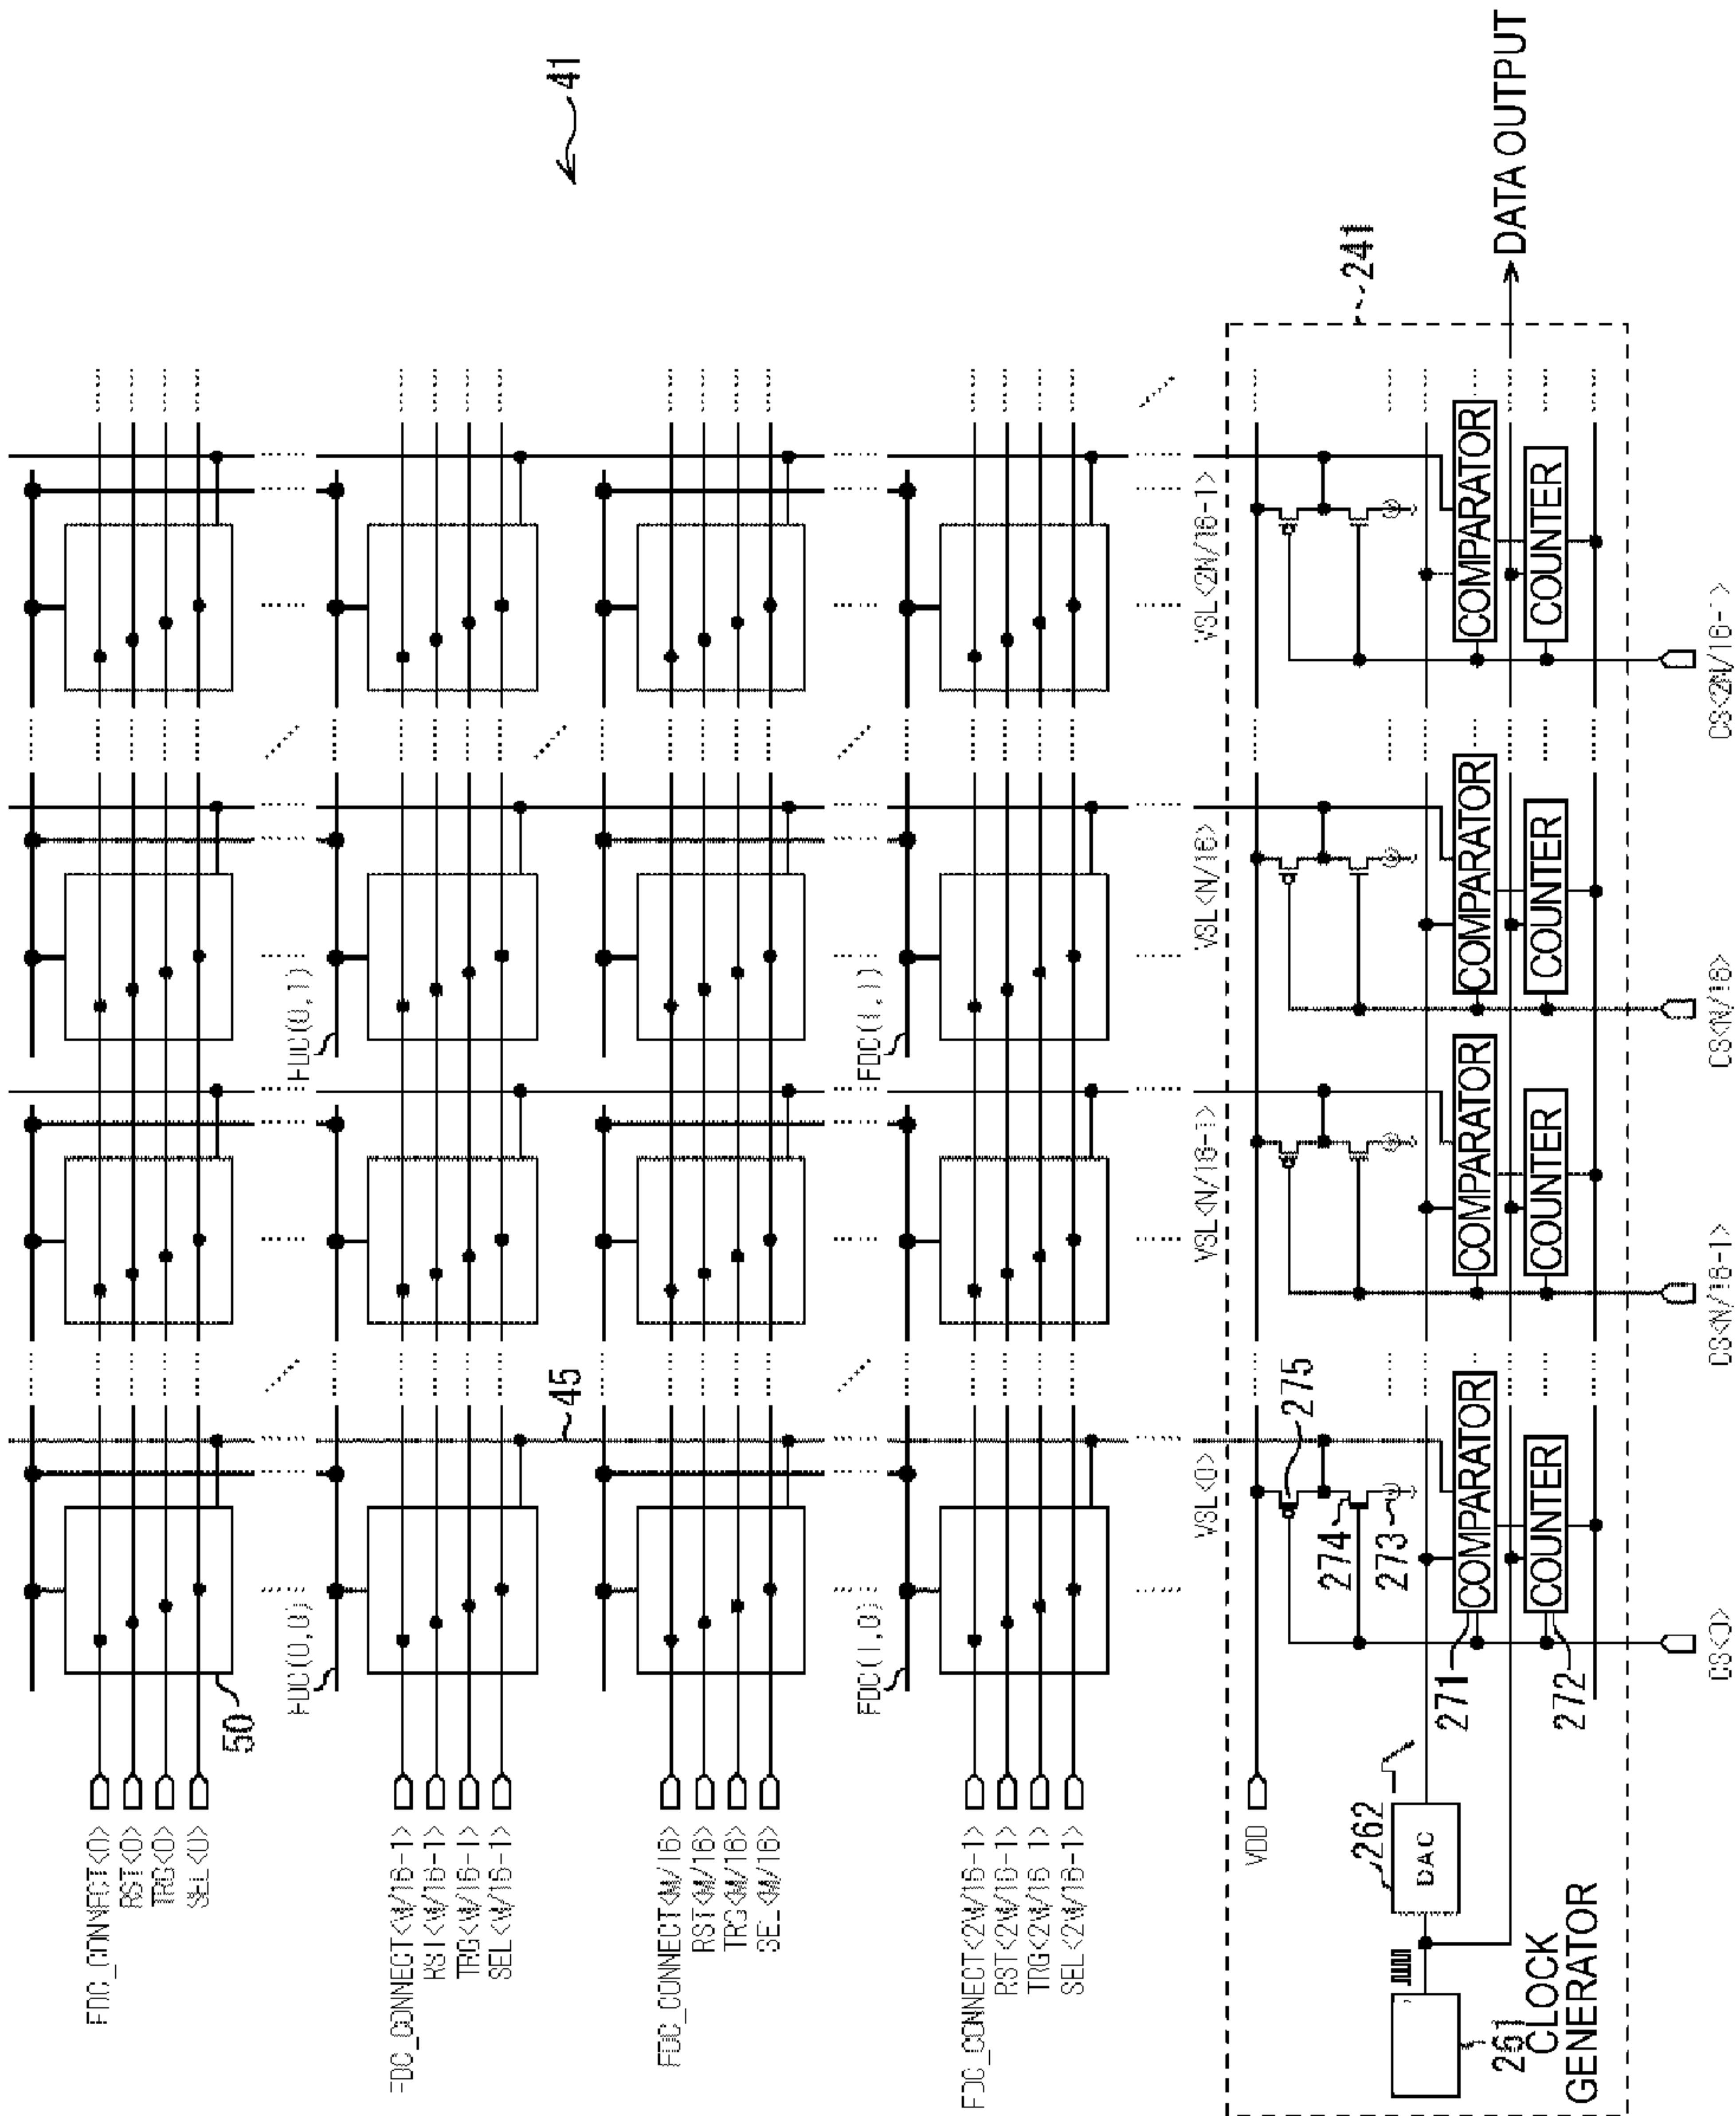 41
FDC_CONNECT<0>
RST<0>
TRG<0>
SEL<0>
50
FDC(0,0)
FDC(0,1)
FDC_CONNECT<M/16-1>
RST<M/16-1>
TRG<M/16-1>
SEL<M/16-1>
45
FDC_CONNECT<M/16>
RST<M/16>
TRG<M/16>
SEL<M/16>
FDC(1,0)
FDC(1,1)
FDC_CONNECT<2M/16-1>
RST<2M/16-1>
TRG<2M/16-1>
SEL<2M/16-1>
VSL<0>
VSL<N/16-1>
VSL<N/16>
VSL<2N/16-1>
241
VDD
275
274
273
262
DAC
271
COMPARATOR
COMPARATOR
COMPARATOR
COMPARATOR
DATA OUTPUT
272
COUNTER
COUNTER
COUNTER
COUNTER
261
CLOCK
GENERATOR
CS<0>
CS<N/16-1>
CS<N/16>
CS<2N/16-1>